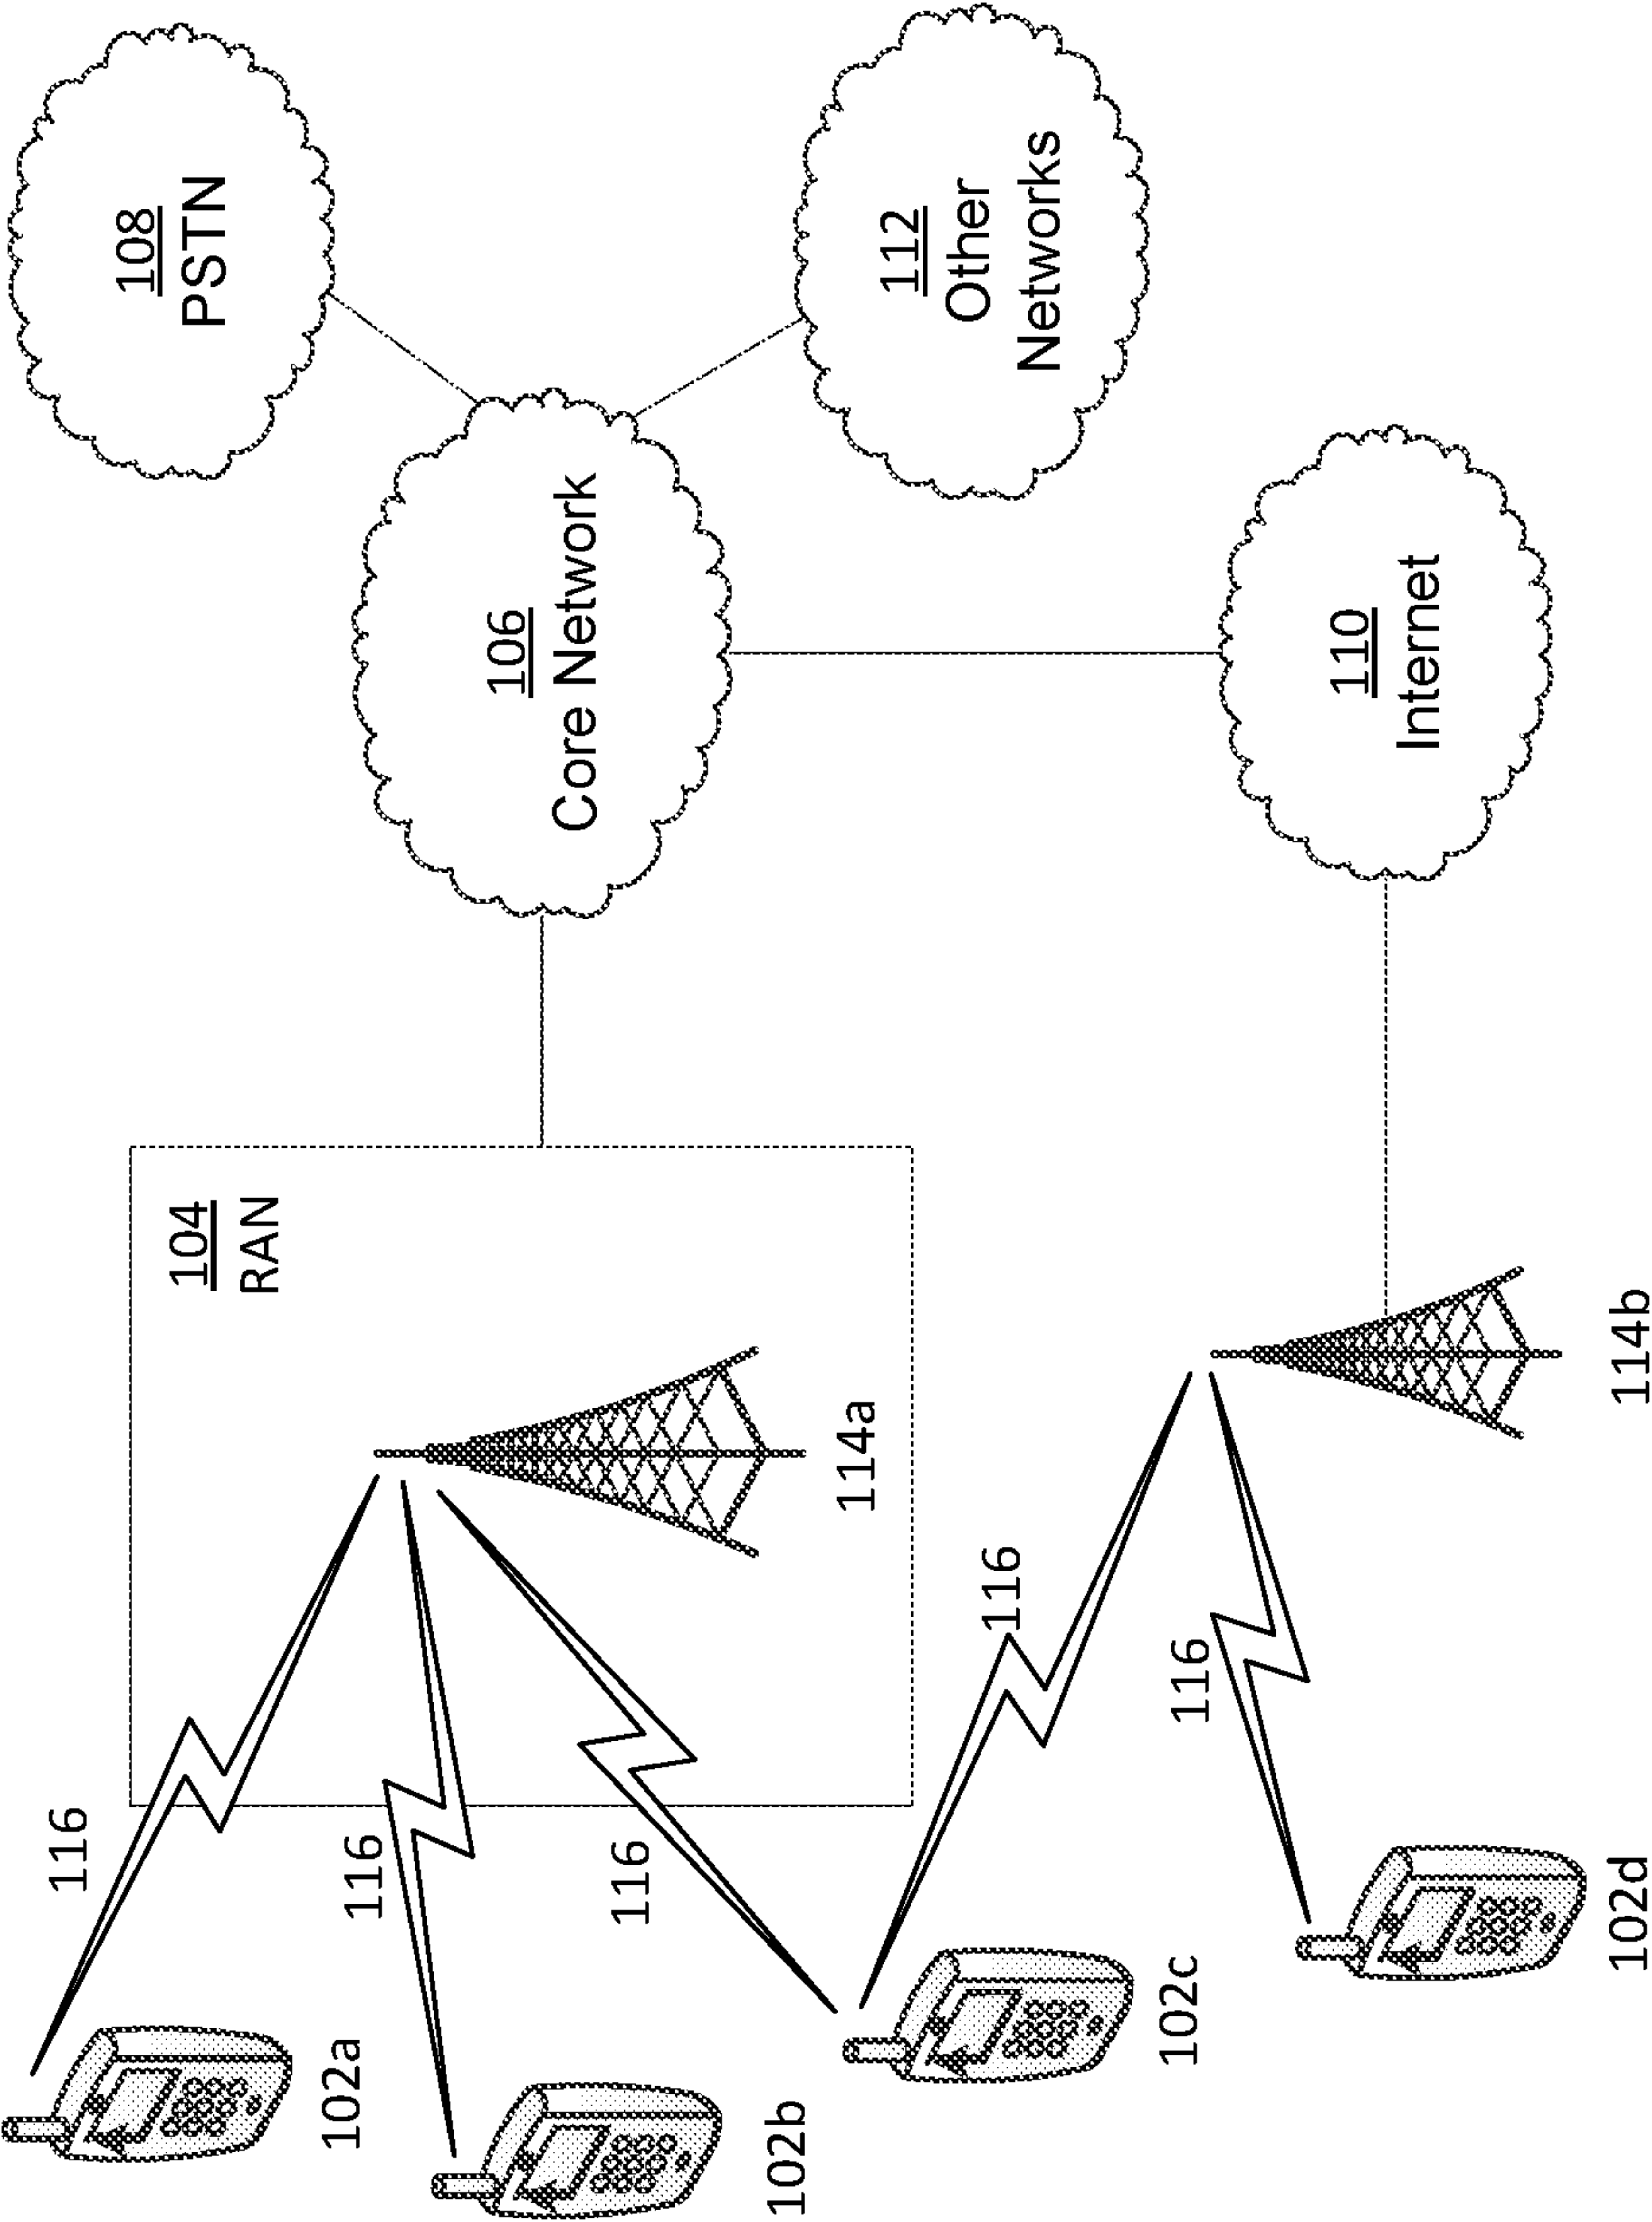 102a
116
102b
116
102c
116
116
102d
116
104
RAN
114a
114b
106
Core Network
108
PSTN
112
Other
Networks
110
Internet